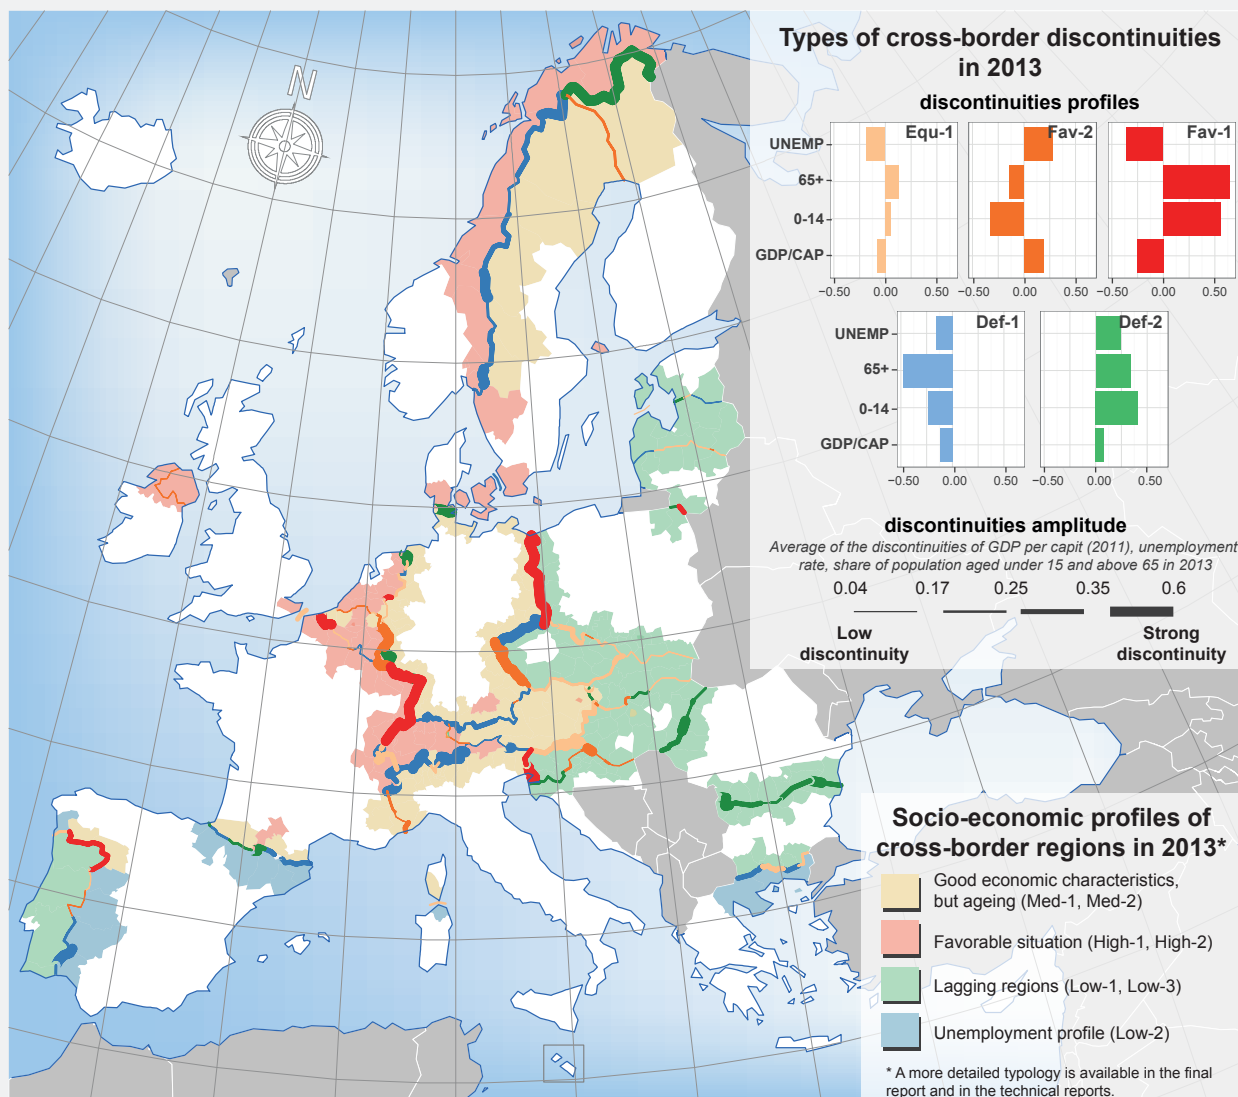 N
Types of cross-border discontinuities
in 2013
discontinuities profiles
Equ-1
Fav-2
Fav-1
UNEMP
65+
0-14
GDP/CAP
−0.50 0.00 0.50
−0.50 0.00 0.50
−0.50 0.00 0.50
Def-1
Def-2
UNEMP
65+
0-14
GDP/CAP
−0.50 0.00 0.50
−0.50 0.00 0.50
discontinuities amplitude
Average of the discontinuities of GDP per capit (2011), unemployment
rate, share of population aged under 15 and above 65 in 2013
0.04 0.17 0.25 0.35 0.6
Low
discontinuity
Strong
discontinuity
Socio-economic profiles of
cross-border regions in 2013*
Good economic characteristics,
but ageing (Med-1, Med-2)
Favorable situation (High-1, High-2)
Lagging regions (Low-1, Low-3)
Unemployment profile (Low-2)
* A more detailed typology is available in the final
report and in the technical reports.